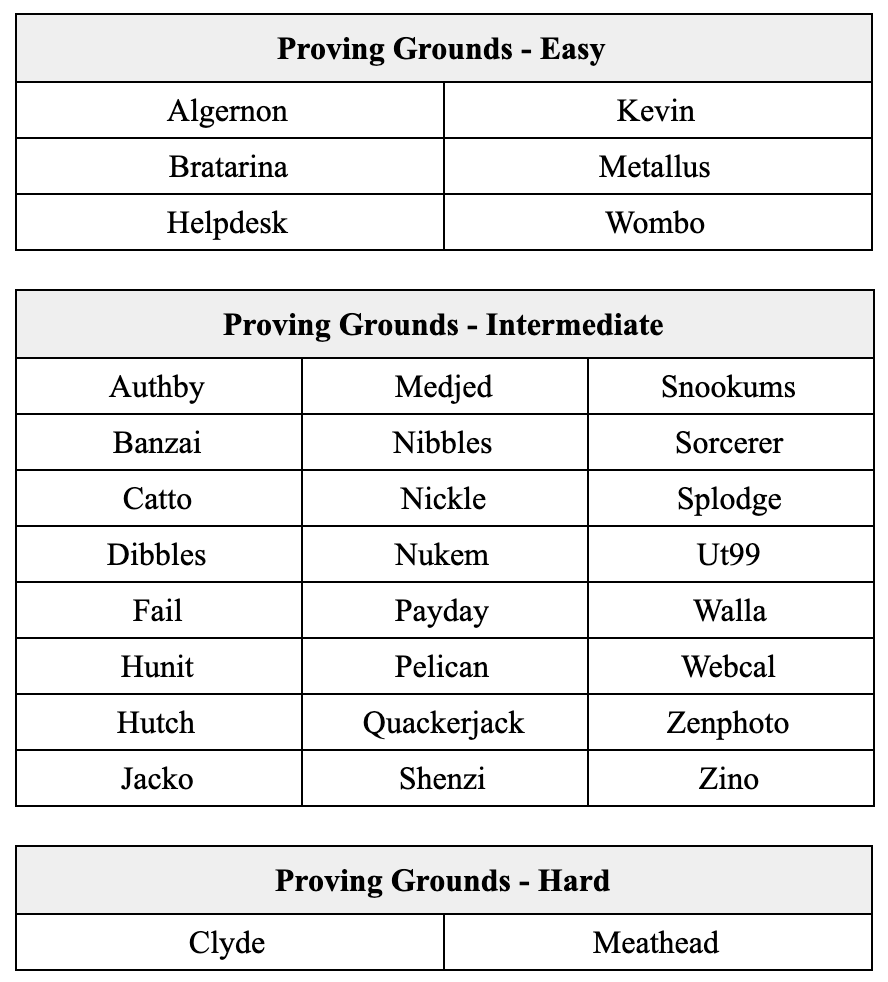 Proving Grounds - Easy
Algernon Kevin
Bratarina Metallus
Helpdesk Wombo
Proving Grounds - Intermediate
Authby Medjed Snookums
Banzai Nibbles Sorcerer
Catto Nickle Splodge
Dibbles Nukem Ut99
Fail Payday Walla
Hunit Pelican Webcal
Hutch Quackerjack Zenphoto
Jacko Shenzi Zino
Proving Grounds - Hard
Clyde Meathead